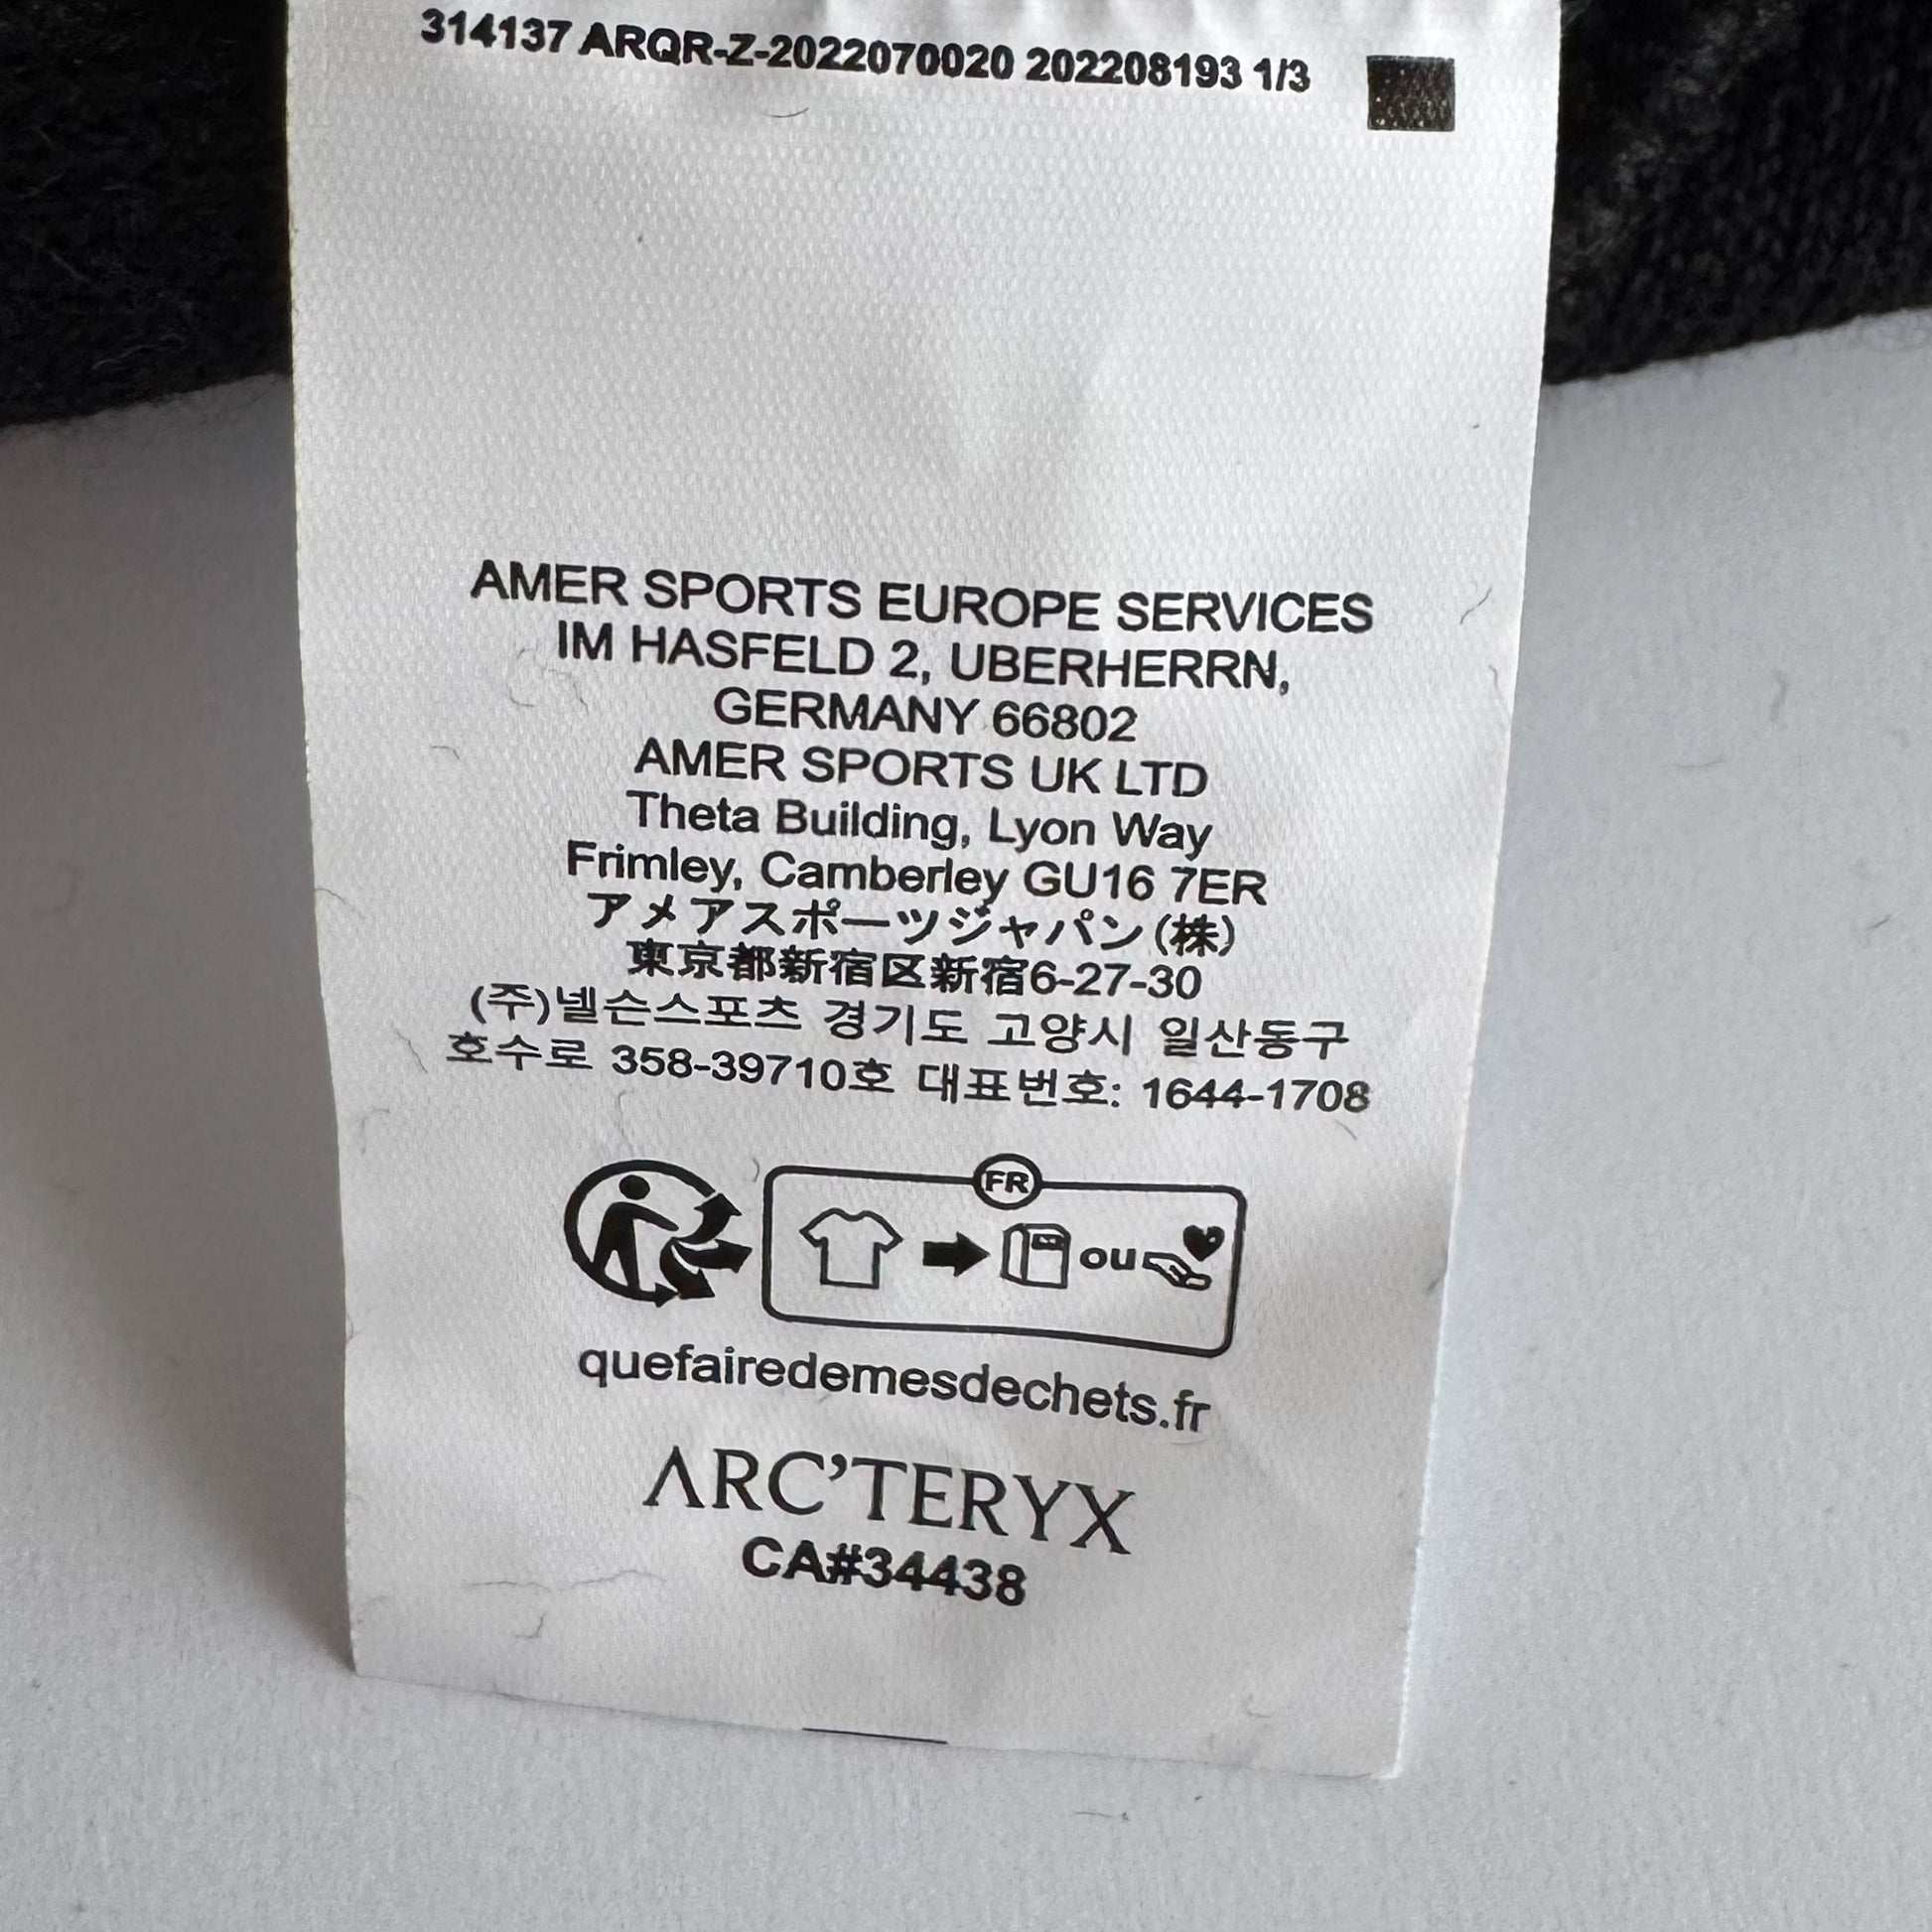 314137 ARQR-Z-2022070020 202208193 1/3
AMER SPORTS EUROPE SERVICES
IM HASFELD 2, UBERHERRN,
GERMANY 66802
AMER SPORTS UK LTD
Theta Building, Lyon Way
Frimley, Camberley GU16 7ER
アメアスポーツジャパン(株)
東京都新宿区新宿6-27-30
(주)넬슨스포츠 경기도 고양시 일산동구
호수로 358-39710호 대표번호: 1644-1708
FR
ou
quefairedemesdechets.fr
ARC'TERYX
CA#34438